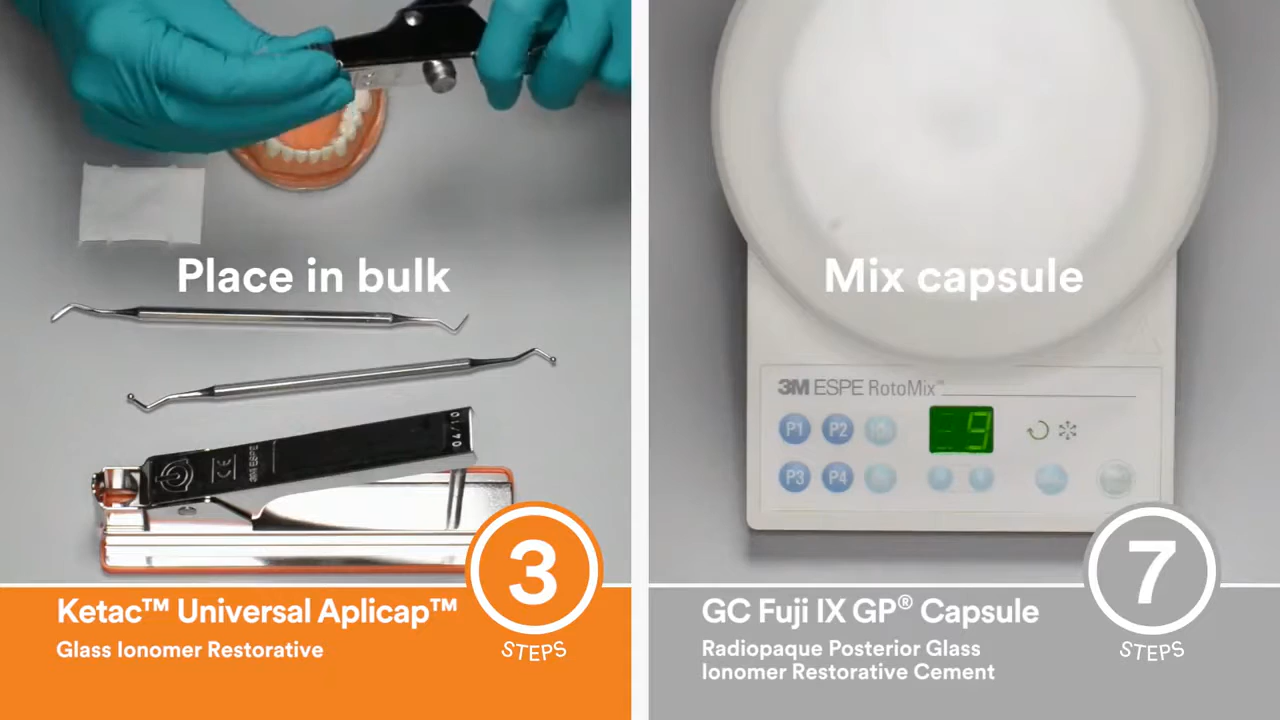 Place in bulk
3M ESPE
04/10
3
STEPS
Ketac™ Universal Aplicap™
Glass Ionomer Restorative
Mix capsule
3M ESPE RotoMix™
P1
P2
9
P3
P4
7
STEPS
GC Fuji IX GP® Capsule
Radiopaque Posterior Glass
Ionomer Restorative Cement